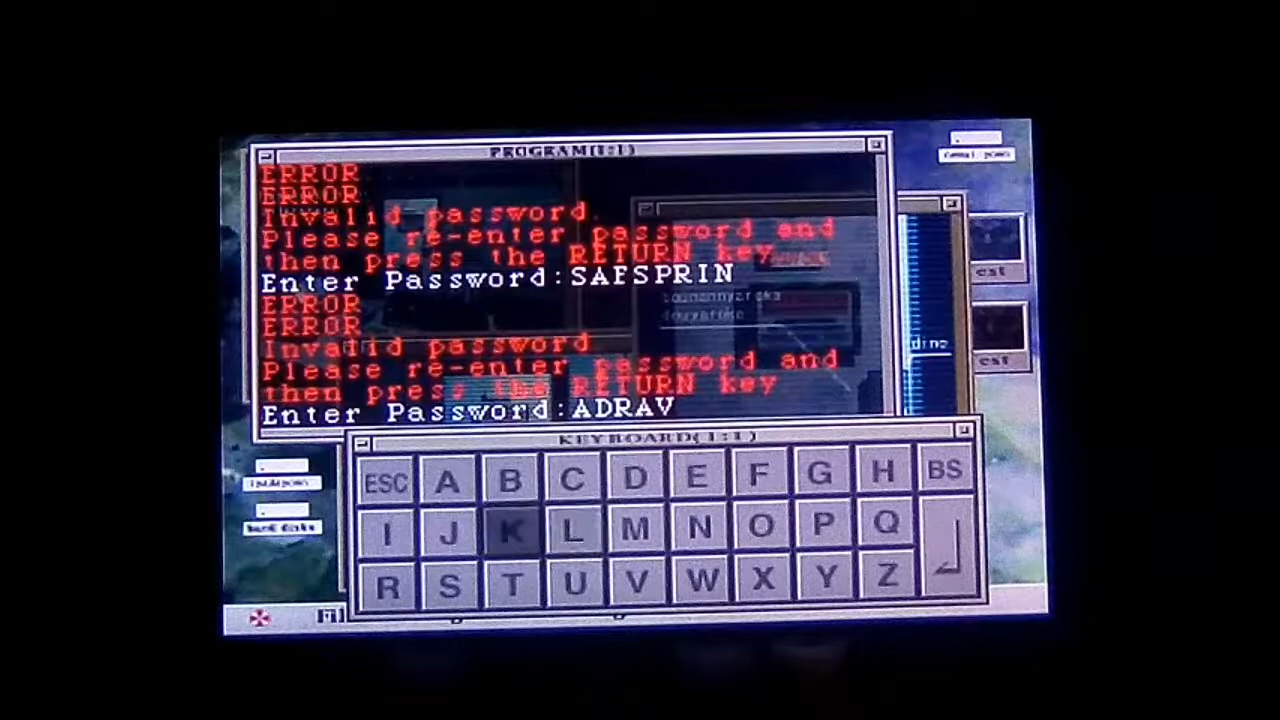 PROGRAM(1:1)
ERROR
ERROR
Invalid password.
Please re-enter password and
then press the RETURN key
Enter Password:SAFSPRIN
ERROR
ERROR
Invalid password
Please re-enter password and
then press the RETURN key
Enter Password:ADRAV
KEYBOARD(1:1)
ESC A B C D E F G H BS
I J K L M N O P Q
R S T U V W X Y Z